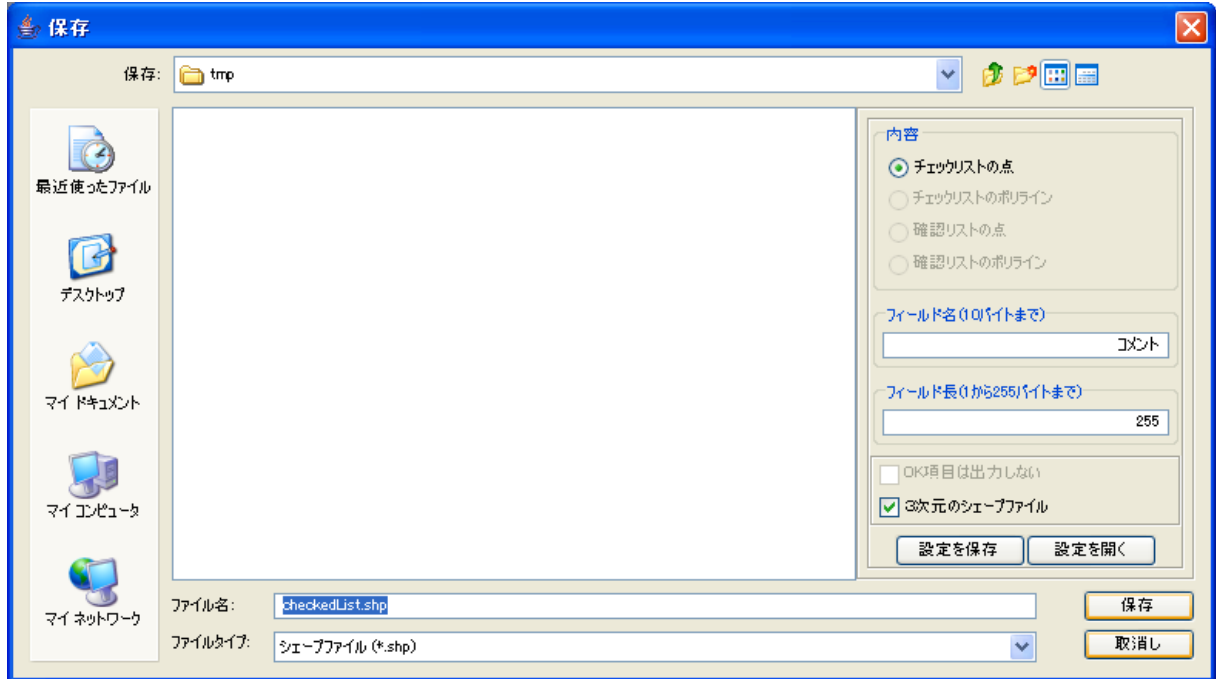 保存
保存:
tmp
最近使ったファイル
デスクトップ
マイ ドキュメント
マイ コンピュータ
マイ ネットワーク
内容
チェックリストの点
チェックリストのポリライン
確認リストの点
確認リストのポリライン
フィールド名(10バイトまで)
コメント
フィールド長(1から255バイトまで)
255
OK項目は出力しない
3次元のシェープファイル
設定を保存
設定を開く
ファイル名:
checkedList.shp
保存
ファイルタイプ:
シェープファイル (*.shp)
取消し